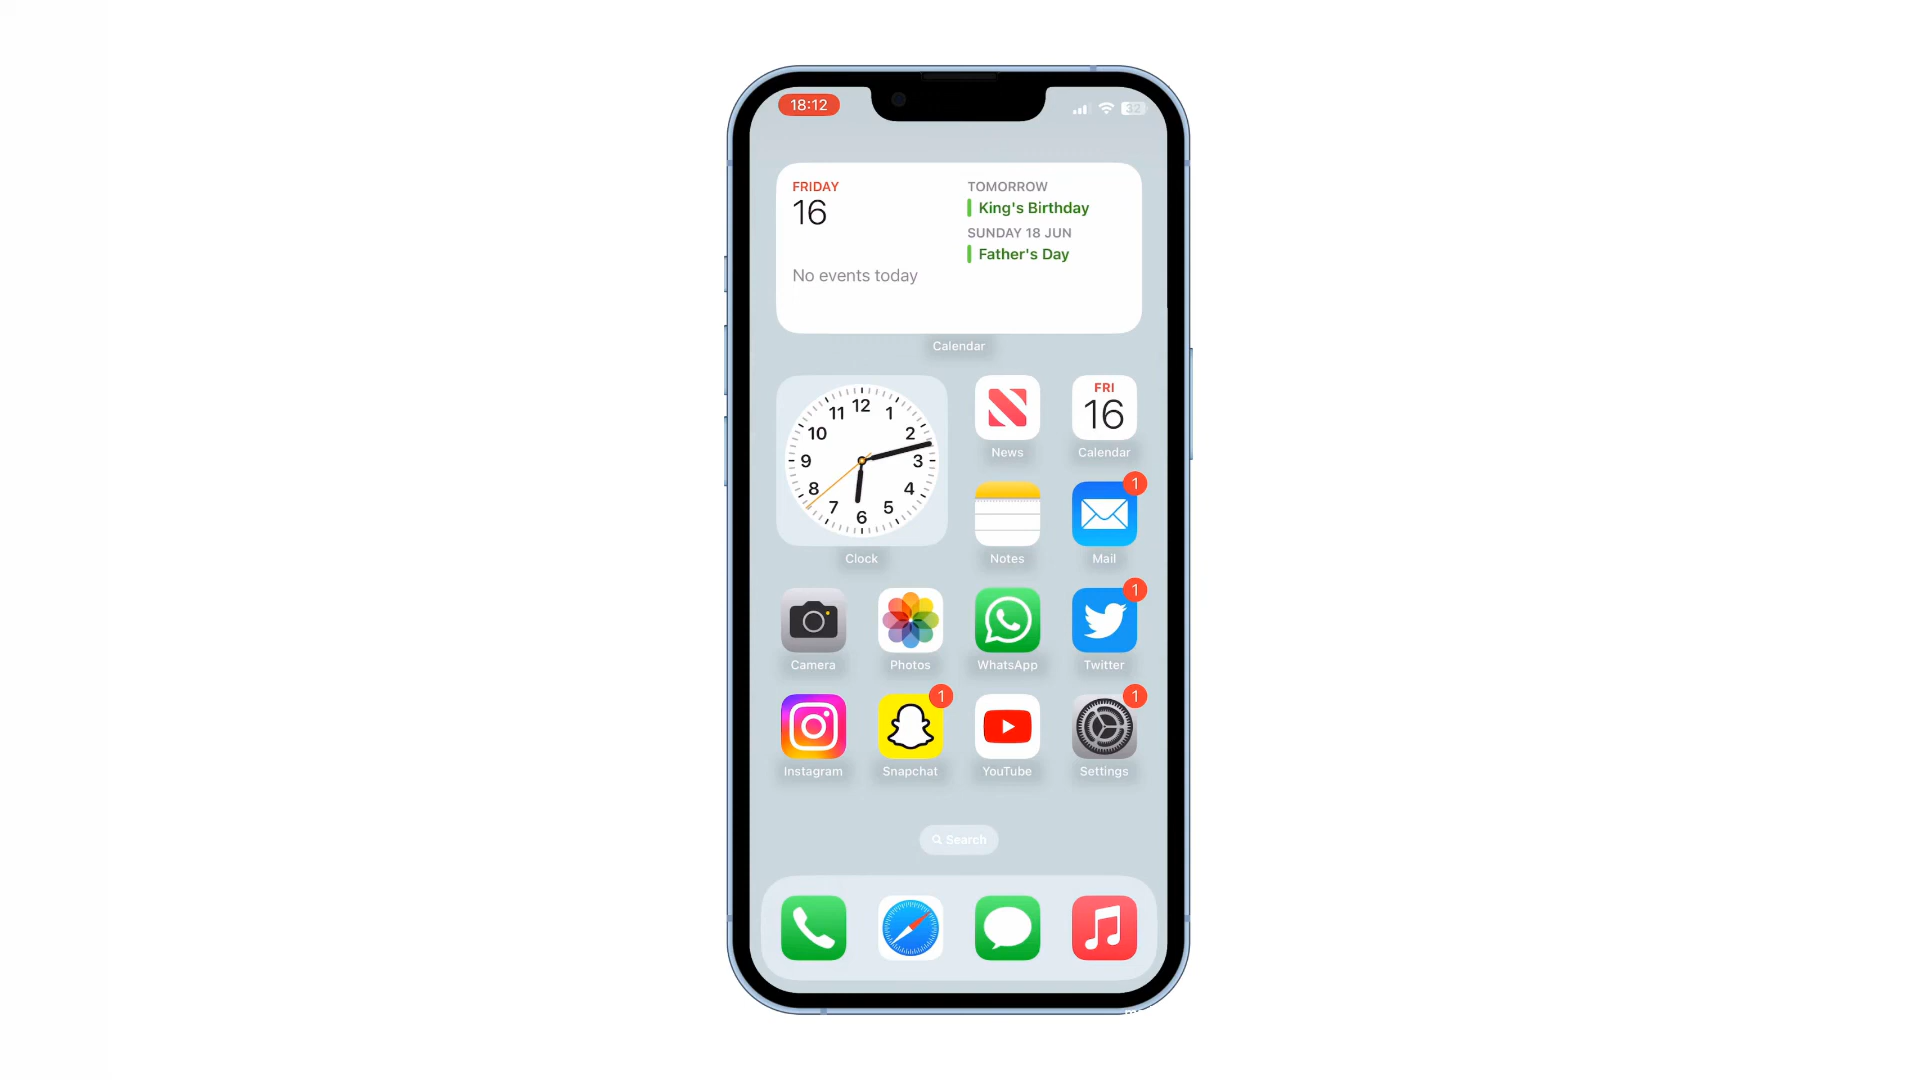 18:12
32
FRIDAY
16
No events today
TOMORROW
King's Birthday
SUNDAY 18 JUN
Father's Day
Calendar
12
1
2
3
4
5
6
7
8
9
10
11
Clock
News
FRI
16
Calendar
Notes
1
Mail
Camera
Photos
WhatsApp
1
Twitter
Instagram
1
Snapchat
YouTube
1
Settings
Search